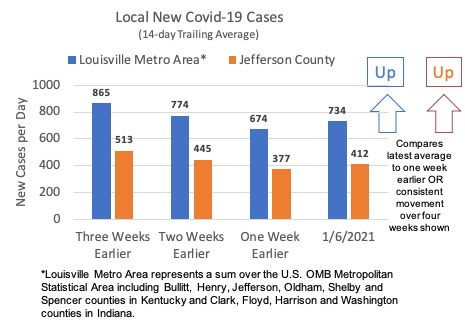 Local New Covid-19 Cases
(14-day Trailing Average)
Louisville Metro Area*
Jefferson County
Up
Up
New Cases per Day
1000
800
600
400
200
0
865
513
774
445
674
377
734
412
Three Weeks
Earlier
Two Weeks
Earlier
One Week
Earlier
1/6/2021
Compares
latest average
to one week
earlier OR
consistent
movement
over four
weeks shown
*Louisville Metro Area represents a sum over the U.S. OMB Metropolitan
Statistical Area including Bullitt, Henry, Jefferson, Oldham, Shelby and
Spencer counties in Kentucky and Clark, Floyd, Harrison and Washington
counties in Indiana.